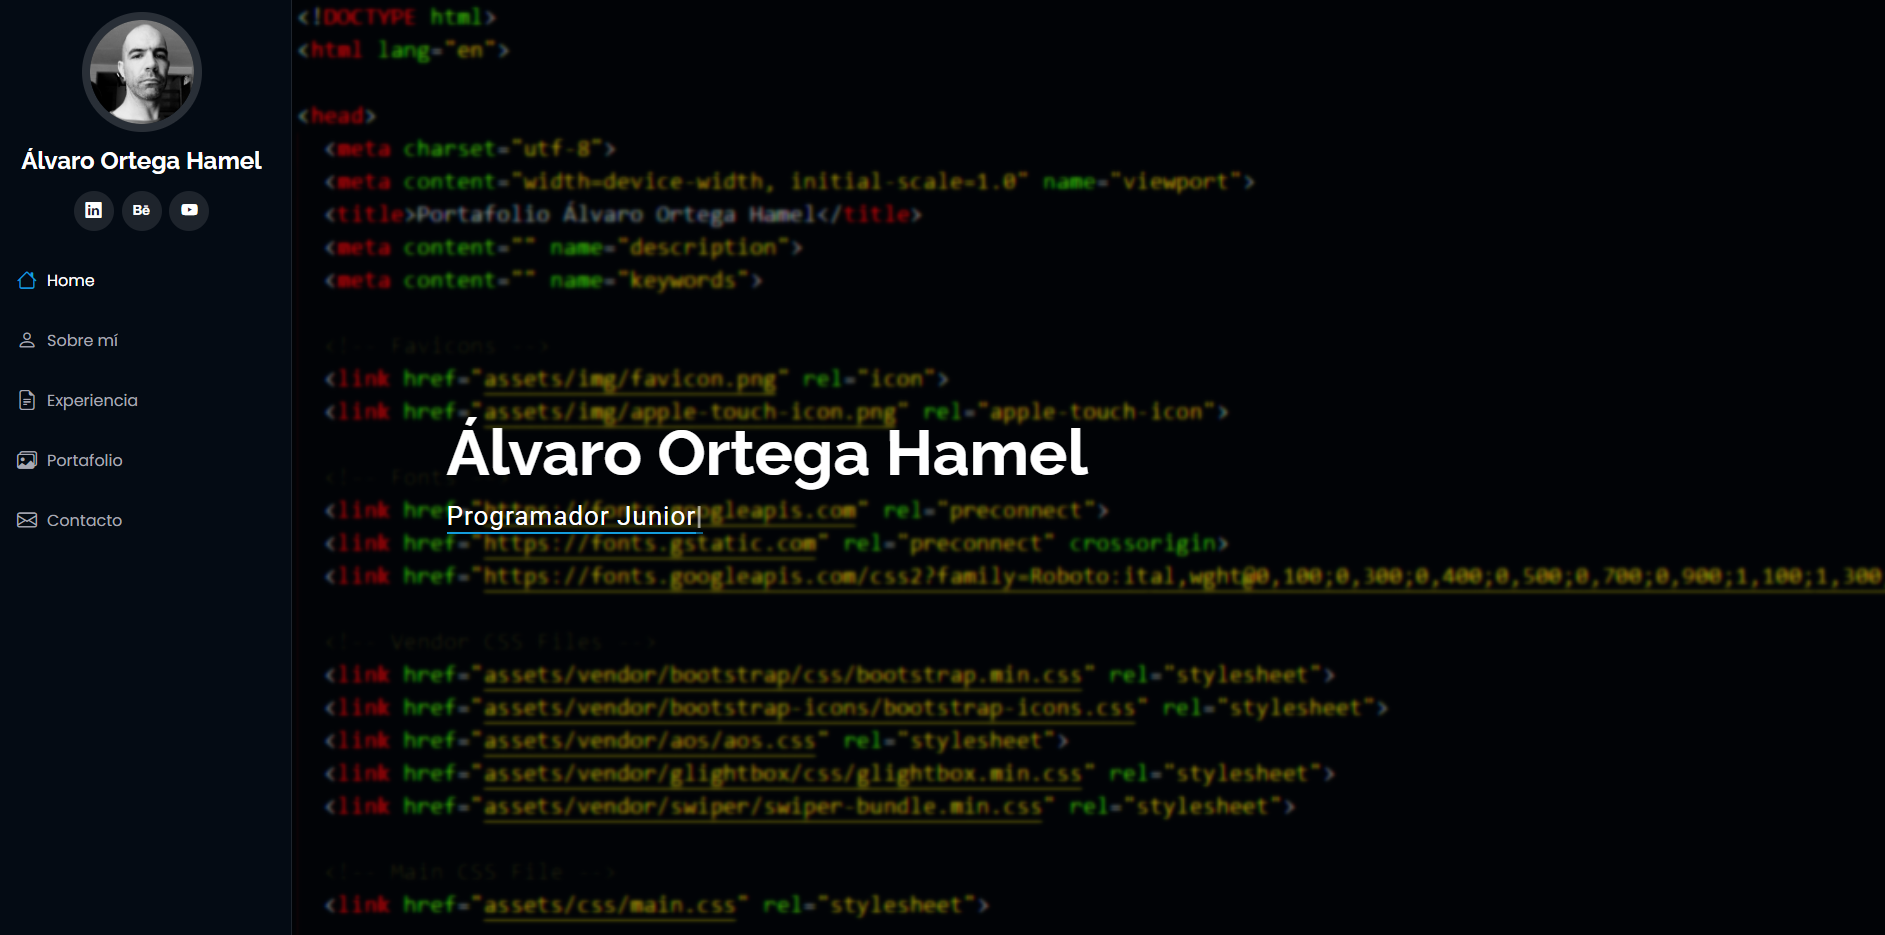 Álvaro Ortega Hamel
in
Bē
Home
Sobre mí
Experiencia
Portafolio
Contacto
<!DOCTYPE html>
<html lang="en">
<head>
<meta charset="utf-8">
<meta content="width=device-width, initial-scale=1.0" name="viewport">
<title>Portafolio Álvaro Ortega Hamel</title>
<meta content="" name="description">
<meta content="" name="keywords">
<!-- Favicons -->
<link href="assets/img/favicon.png" rel="icon">
<link href="assets/img/apple-touch-icon.png" rel="apple-touch-icon">
Álvaro Ortega Hamel
<!-- Fonts
<link href="https://fonts.googleapis.com" rel="preconnect">
Programador Junior|
<link href="https://fonts.gstatic.com" rel="preconnect" crossorigin>
<link href="https://fonts.googleapis.com/css2?family=Roboto:ital,wght@0,100;0,300;0,400;0,500;0,700;0,900;1,100;1,300
<!-- Vendor CSS Files -->
<link href="assets/vendor/bootstrap/css/bootstrap.min.css" rel="stylesheet">
<link href="assets/vendor/bootstrap-icons/bootstrap-icons.css" rel="stylesheet">
<link href="assets/vendor/aos/aos.css" rel="stylesheet">
<link href="assets/vendor/glightbox/css/glightbox.min.css" rel="stylesheet">
<link href="assets/vendor/swiper/swiper-bundle.min.css" rel="stylesheet">
<!-- Main CSS File -->
<link href="assets/css/main.css" rel="stylesheet">